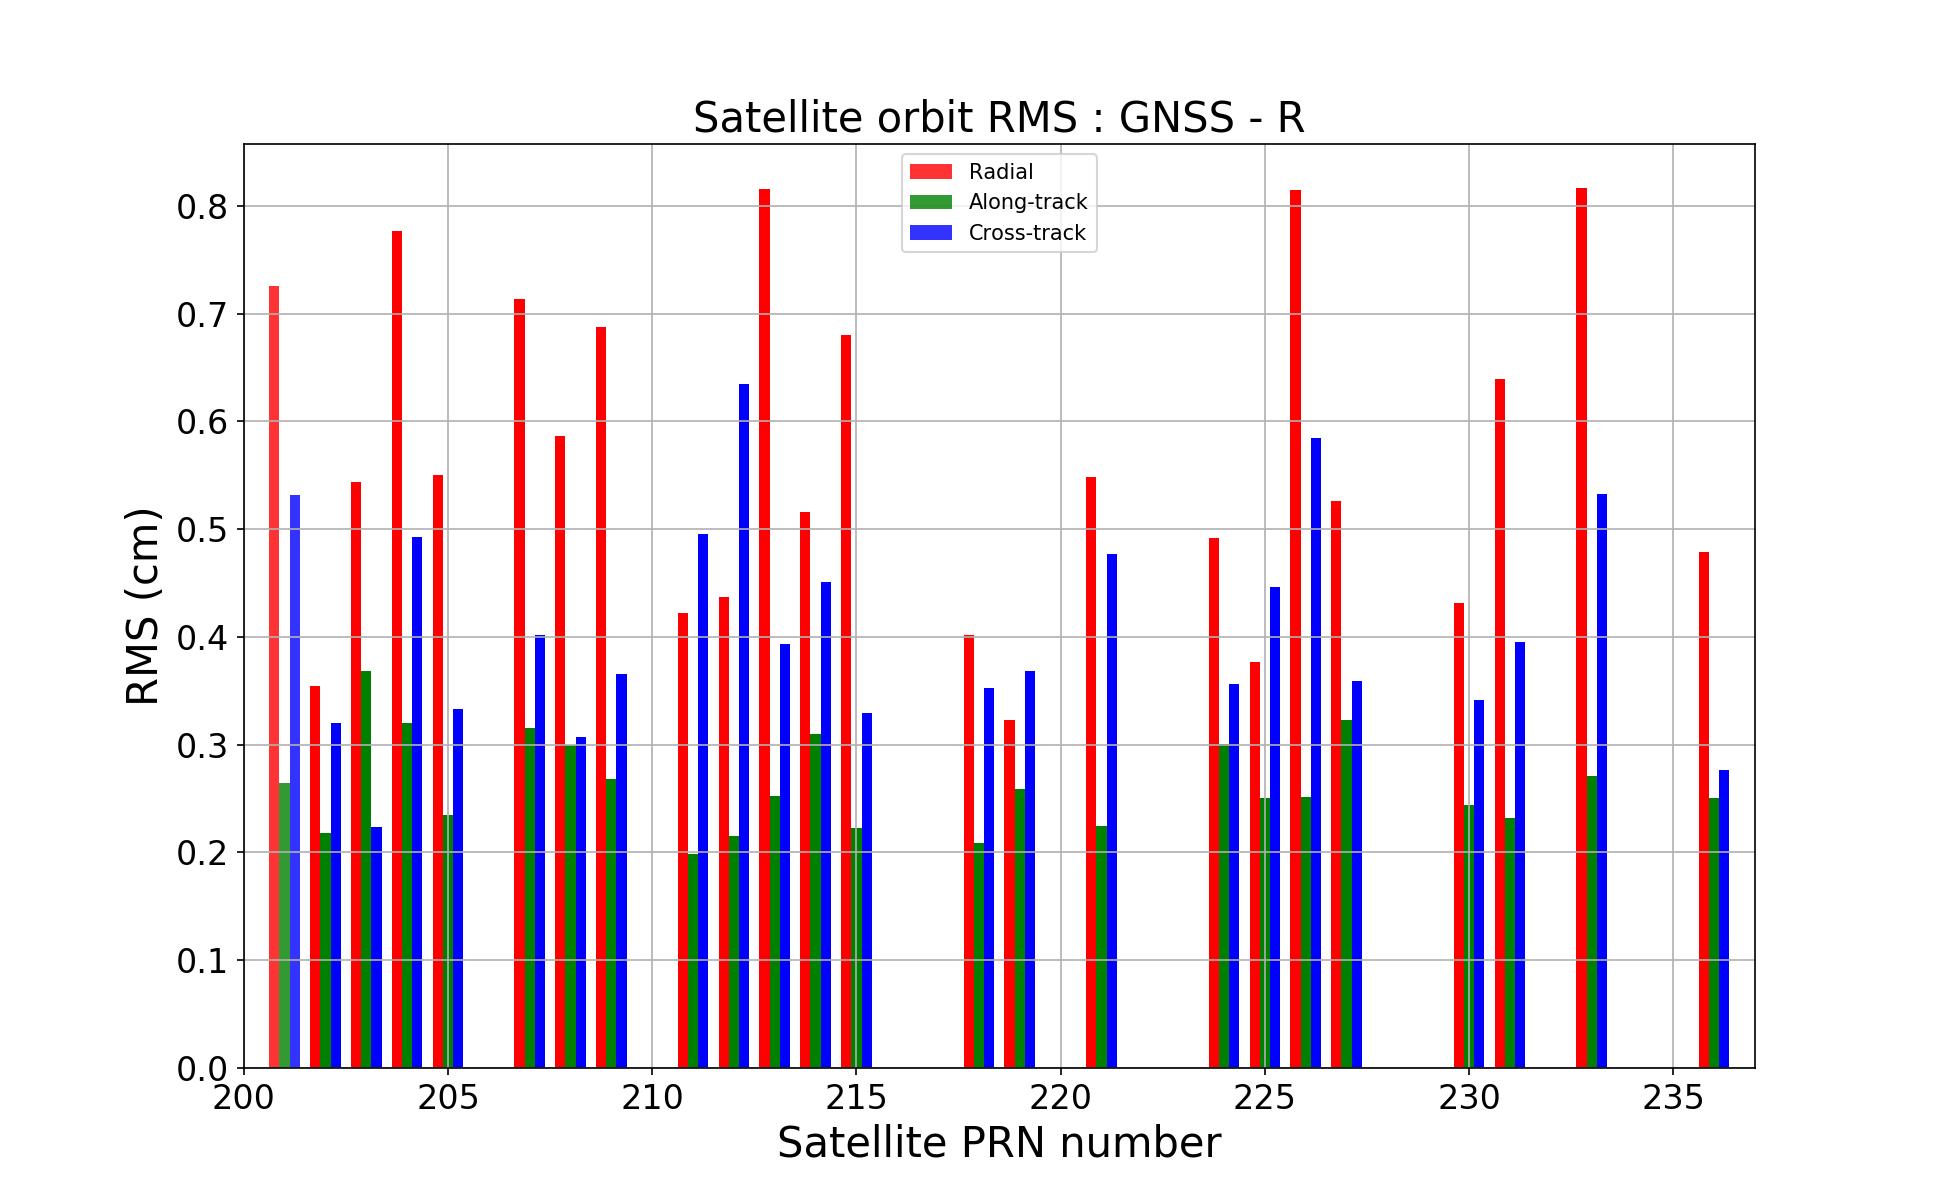 Satellite orbit RMS : GNSS - R
Radial
Along-track
Cross-track
RMS (cm)
0.8
0.7
0.6
0.5
0.4
0.3
0.2
0.1
0.0
200 205 210 215 220 225 230 235
Satellite PRN number